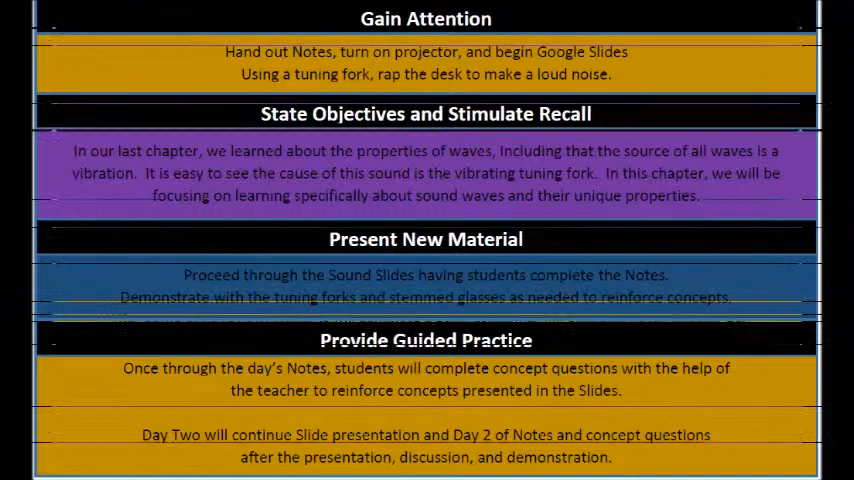 Gain Attention
Hand out Notes, turn on projector, and begin Google Slides
Using a tuning fork, rap the desk to make a loud noise.
State Objectives and Stimulate Recall
In our last chapter, we learned about the properties of waves, including that the source of all waves is a
vibration. It is easy to see the cause of this sound is the vibrating tuning fork. In this chapter, we will be
focusing on learning specifically about sound waves and their unique properties.
Present New Material
Proceed through the Sound Slides having students complete the Notes.
Demonstrate with the tuning forks and stemmed glasses as needed to reinforce concepts.
Provide Guided Practice
Once through the day's Notes, students will complete concept questions with the help of
the teacher to reinforce concepts presented in the Slides.
Day Two will continue Slide presentation and Day 2 of Notes and concept questions
after the presentation, discussion, and demonstration.